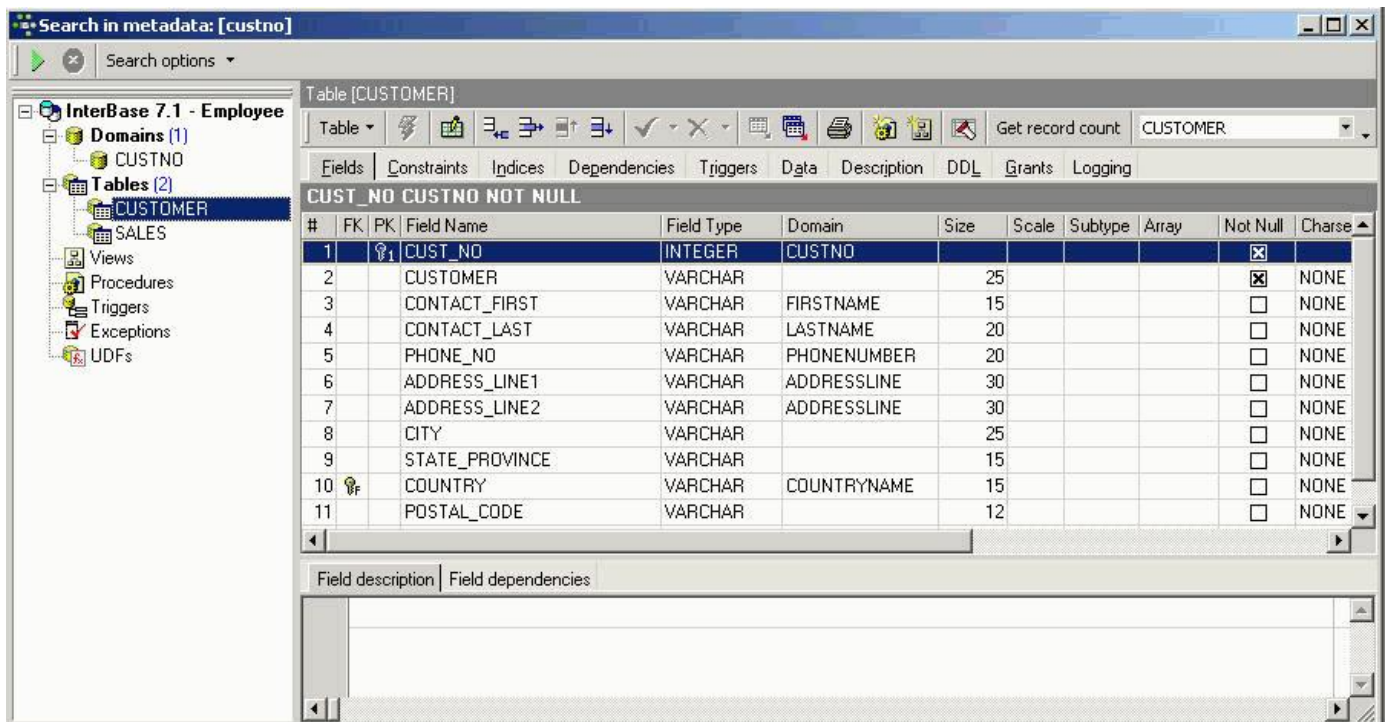 Search in metadata: [custno]
Search options
InterBase 7.1 - Employee
Domains (1)
CUSTNO
Tables (2)
CUSTOMER
SALES
Views
Procedures
Triggers
Exceptions
UDFs
Table [CUSTOMER]
Table Get record count CUSTOMER
Fields Constraints Indices Dependencies Triggers Data Description DDL Grants Logging
CUST_NO CUSTNO NOT NULL
# FK PK Field Name Field Type Domain Size Scale Subtype Array Not Null Charse
1 1 CUST_NO INTEGER CUSTNO
2 CUSTOMER VARCHAR 25 NONE
3 CONTACT_FIRST VARCHAR FIRSTNAME 15 NONE
4 CONTACT_LAST VARCHAR LASTNAME 20 NONE
5 PHONE_NO VARCHAR PHONENUMBER 20 NONE
6 ADDRESS_LINE1 VARCHAR ADDRESSLINE 30 NONE
7 ADDRESS_LINE2 VARCHAR ADDRESSLINE 30 NONE
8 CITY VARCHAR 25 NONE
9 STATE_PROVINCE VARCHAR 15 NONE
10 F COUNTRY VARCHAR COUNTRYNAME 15 NONE
11 POSTAL_CODE VARCHAR 12 NONE
Field description Field dependencies